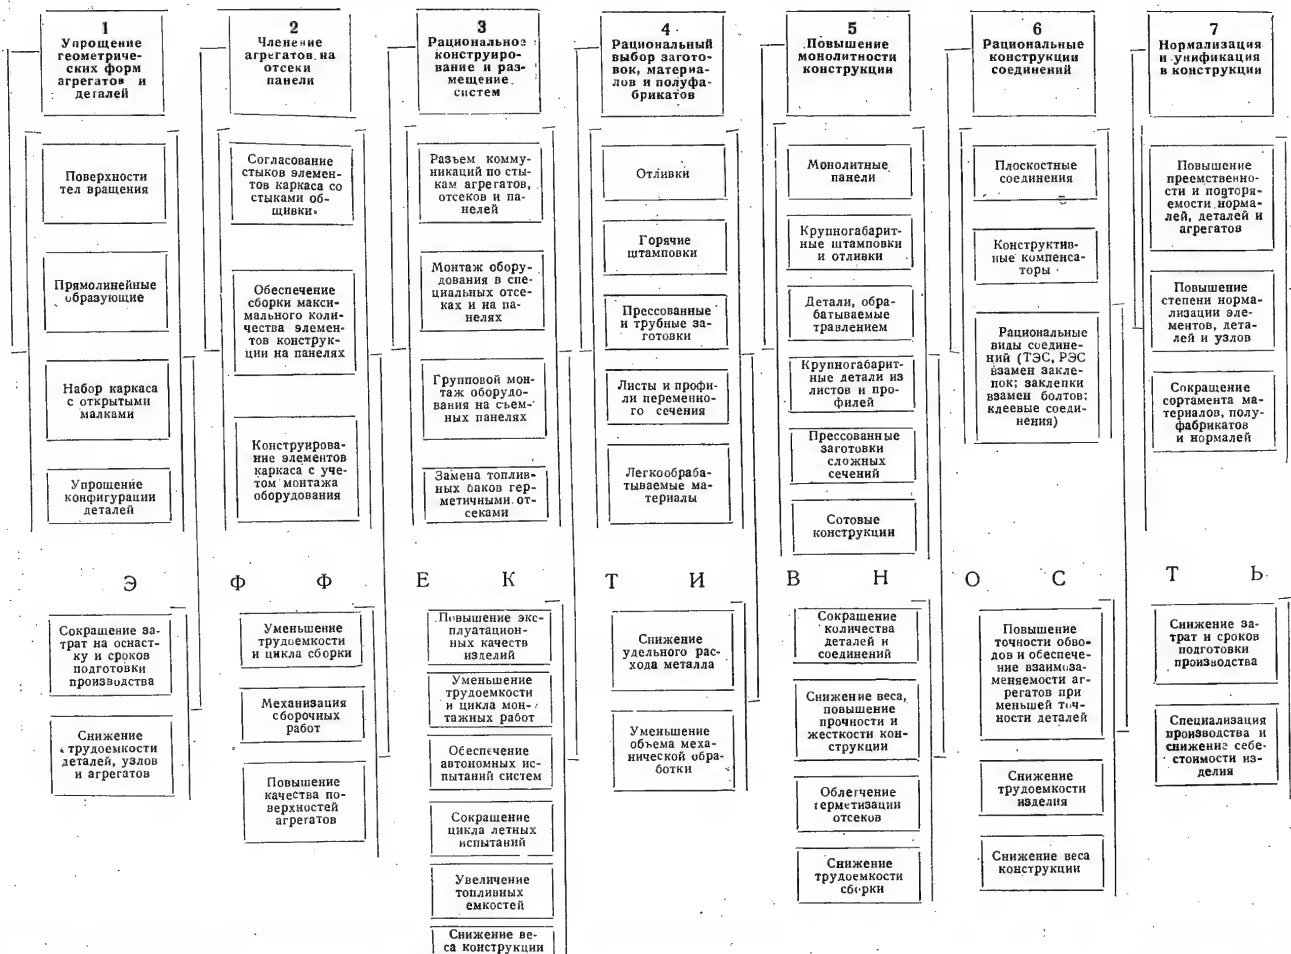 1
Упрощение
геометриче-
ских форм
агрегатов и
деталей
2
Членение
агрегатов на
отсеки
панели
3
Рациональное
конструиро-
вание и раз-
мещение
систем
4
Рациональный
выбор загото-
вок, материа-
лов и полуфа-
брикатов
5
Повышение
монолитности
конструкции
6
Рациональные
конструкции
соединений
7
Нормализация
и унификация
в конструкции
Поверхности
тел вращения
Прямолинейные
образующие
Набор каркаса
с открытыми
малками
Упрощение
конфигурации
деталей
Согласование
стыков элемен-
тов каркаса со
стыками об-
щивки
Обеспечение
сборки макси-
мального коли-
чества элемен-
тов конструк-
ции на панелях
Конструирова-
ние элементов
каркаса с уче-
том монтажа
оборудования
Разъем комму-
никаций по сты-
кам агрегатов,
отсеков и па-
нелей
Монтаж обору-
дования в спе-
циальных отсе-
ках и на па-
нелях
Групповой мон-
таж оборудо-
вания на съем-
ных панелях
Замена топлив-
ных баков гер-
метичными от-
секами
Отливки
Горячие
штамповки
Прессованные
и трубные за-
готовки
Листы и профи-
ли переменно-
го сечения
Легкообраба-
тываемые ма-
териалы
Монолитные
панели
Крупногабарит-
ные штамповки
и отливки
Детали, обра-
батываемые
травлением
Крупногабарит-
ные детали из
листов и про-
филей
Прессованные
заготовки
сложных
сечений
Сотовые
конструкции
Плоскостные
соединения
Конструктив-
ные компенса-
торы
Рациональные
виды соедине-
ний (ТЭС, РЭС
взамен заклe-
пок; заклепки
взамен болтов;
клеевые соеди-
нения)
Повышение
преемственно-
сти и повторя-
емости нормa-
лей, деталей и
агрегатов
Повышение
степени норма-
лизации эле-
ментов, дета-
лей и узлов
Сокращение
сортамента ма-
териалов, полу-
фабрикатов
и нормалей
Э Ф Ф Е К Т И В Н О С Т Ь
Сокращение за-
трат на оснаст-
ку и сроков
подготовки
производства
Снижение
трудоемкости
деталей, узлов
и агрегатов
Уменьшение
трудоемкости
и цикла сборки
Механизация
сборочных
работ
Повышение
качества по-
верхностей
агрегатов
Повышение экс-
плуатацион-
ных качеств
изделий
Уменьшение
трудоемкости
и цикла мон-
тажных работ
Обеспечение
автономных ис-
пытаний систем
Сокращение
цикла летных
испытаний
Увеличение
топливных
емкостей
Снижение ве-
са конструкции
Снижение
удельного рас-
хода металла
Уменьшение
объема меха-
нической обра-
ботки
Сокращение
количества
деталей и
соединений
Снижение веса,
повышение
прочности и
жесткости кон-
струкции
Облегчение
герметизации
отсеков
Снижение
трудоемкости
сборки
Повышение
точности обво-
дов и обеспече-
ние взаимоза-
меняемости аг-
регатов при
меньшей точ-
ности деталей
Снижение
трудоемкости
изделия
Снижение веса
конструкции
Снижение за-
трат и сроков
подготовки
производства
Специализация
производства и
снижение себе-
стоимости из-
делия